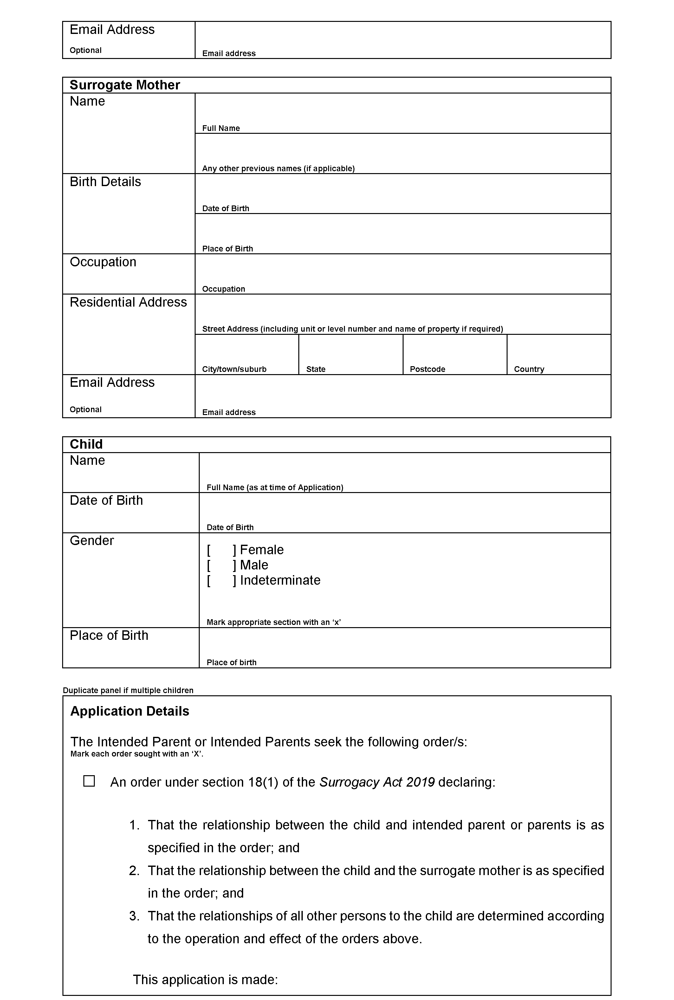 Email Address
Optional
Email address
Surrogate Mother
Name
Full Name
Any other previous names (if applicable)
Birth Details
Date of Birth
Place of Birth
Occupation
Occupation
Residential Address
Street Address (including unit or level number and name of property if required)
City/town/suburb State Postcode Country
Email Address
Optional
Email address
Child
Name
Full Name (as at time of Application)
Date of Birth
Date of Birth
Gender
[ ] Female
[ ] Male
[ ] Indeterminate
Mark appropriate section with an ‘x’
Place of Birth
Place of birth
Duplicate panel if multiple children
Application Details
The Intended Parent or Intended Parents seek the following order/s:
Mark each order sought with an ‘X’.
☐ An order under section 18(1) of the Surrogacy Act 2019 declaring:
1. That the relationship between the child and intended parent or parents is as
specified in the order; and
2. That the relationship between the child and the surrogate mother is as specified
in the order; and
3. That the relationships of all other persons to the child are determined according
to the operation and effect of the orders above.
This application is made: